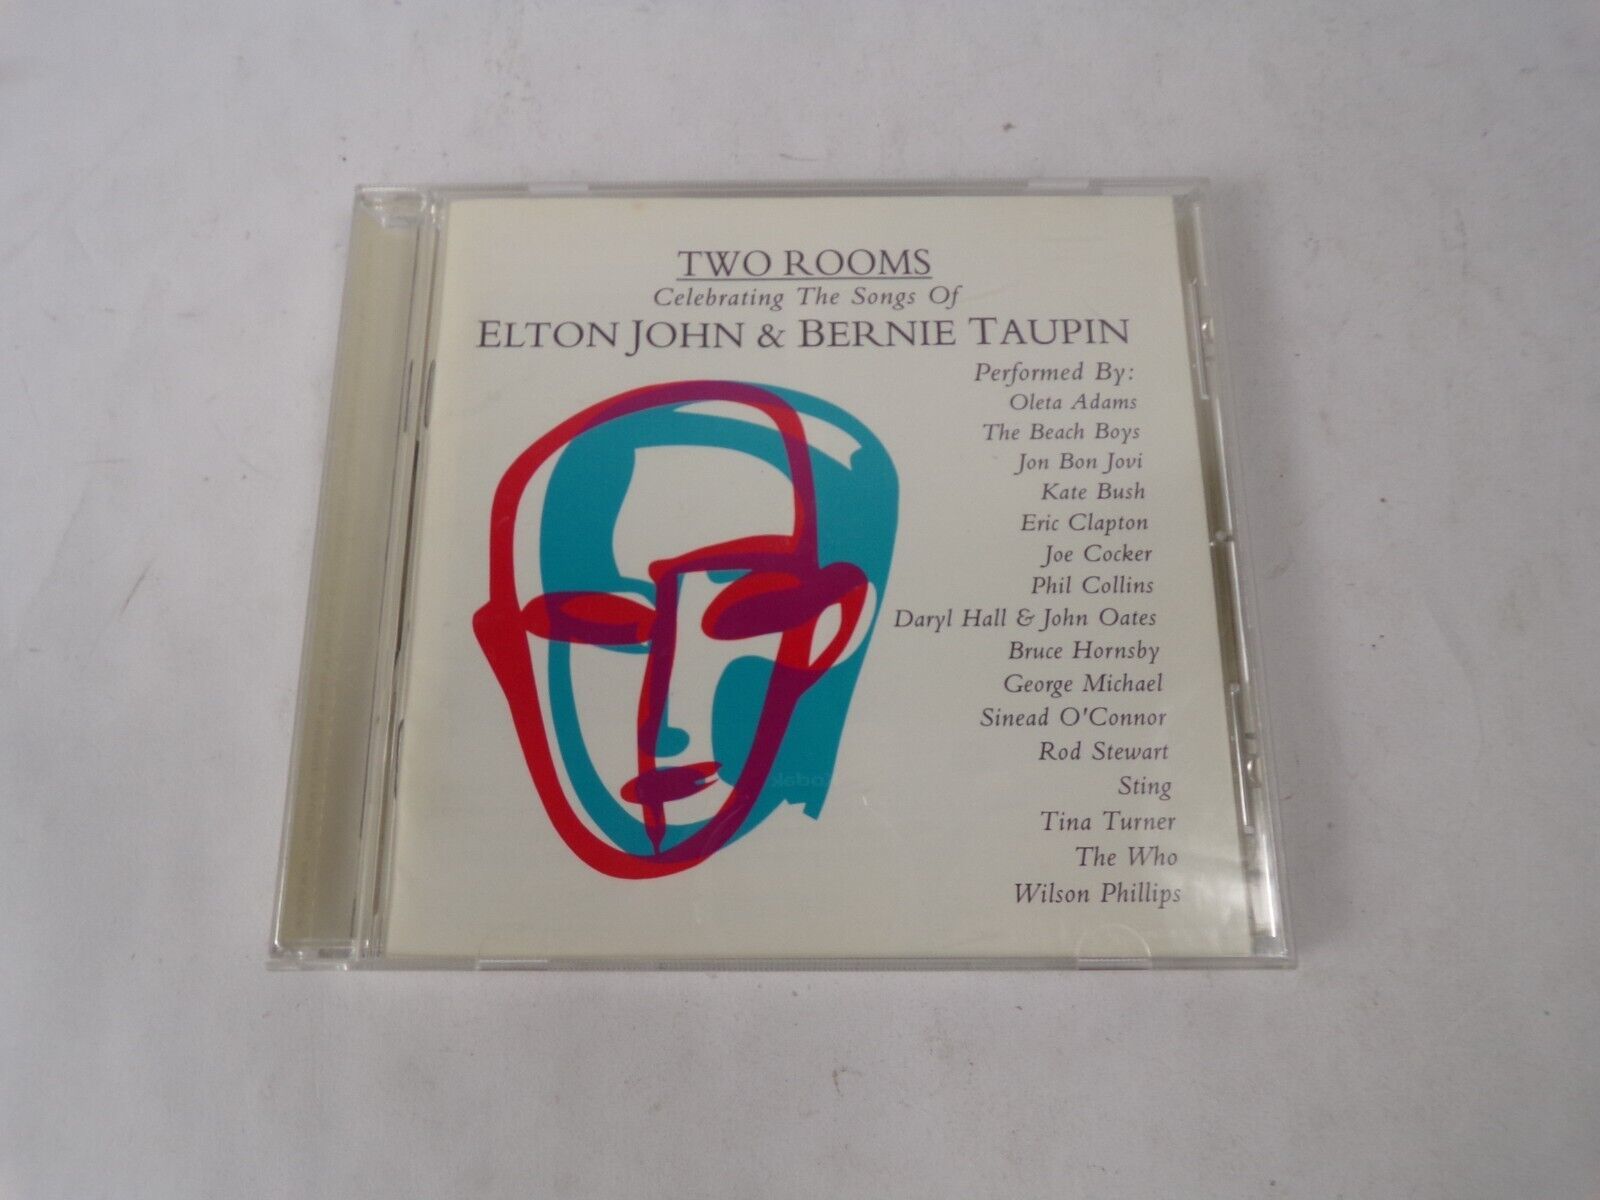 TWO ROOMS
Celebrating The Songs Of
ELTON JOHN & BERNIE TAUPIN
Performed By:
Oleta Adams
The Beach Boys
Jon Bon Jovi
Kate Bush
Eric Clapton
Joe Cocker
Phil Collins
Daryl Hall & John Oates
Bruce Hornsby
George Michael
Sinead O'Connor
Rod Stewart
Sting
Tina Turner
The Who
Wilson Phillips